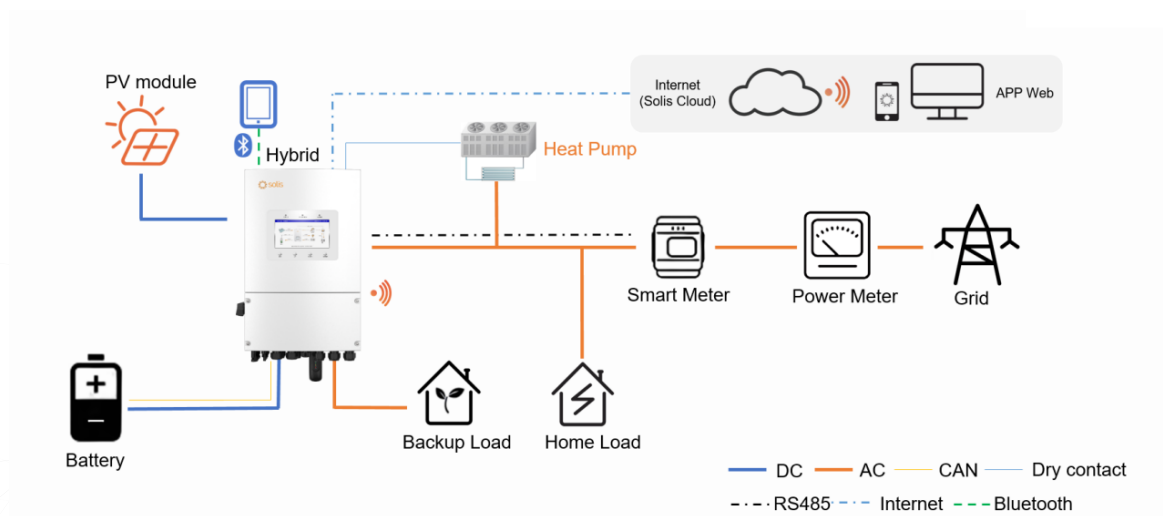 PV module
Internet
(Solis Cloud)
APP Web
Hybrid
Heat Pump
solis
Smart Meter
Power Meter
Grid
Backup Load
Home Load
Battery
DC AC CAN Dry contact
RS485 Internet Bluetooth